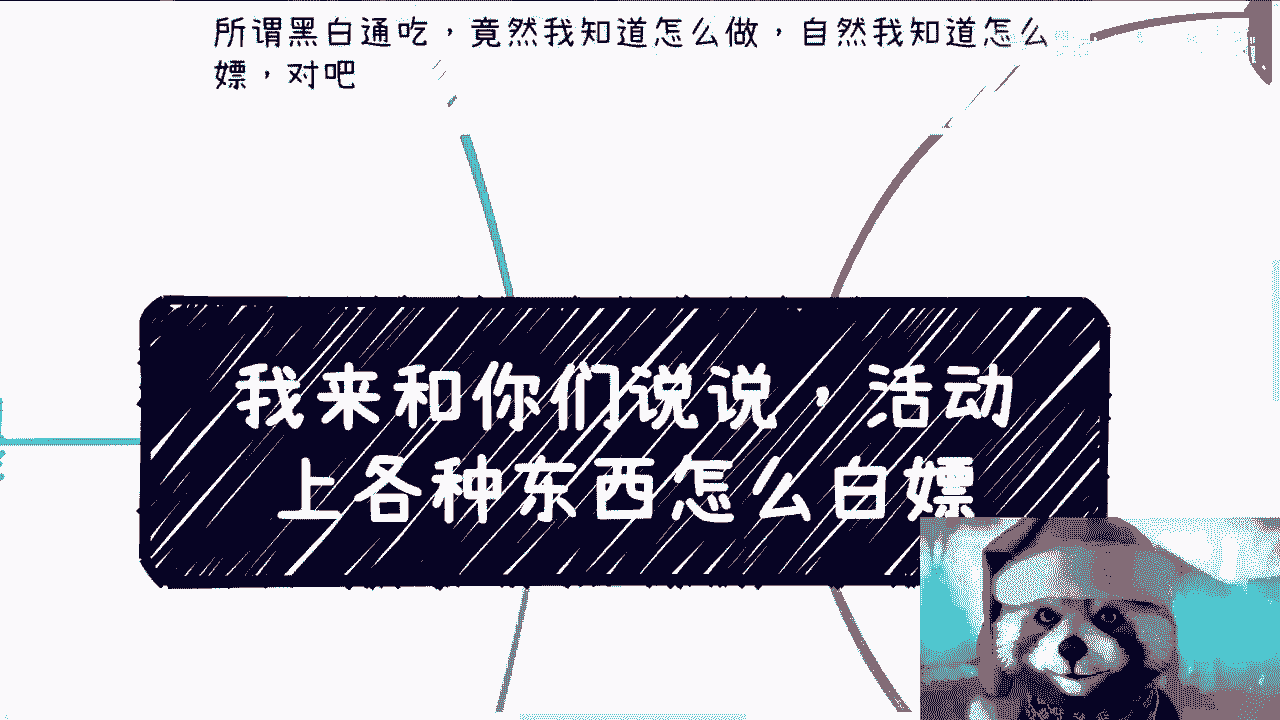 所谓黑白通吃，竟然我知道怎么做，自然我知道怎么
嫖，对吧
我来和你们说说，活动
上各种东西怎么白嫖